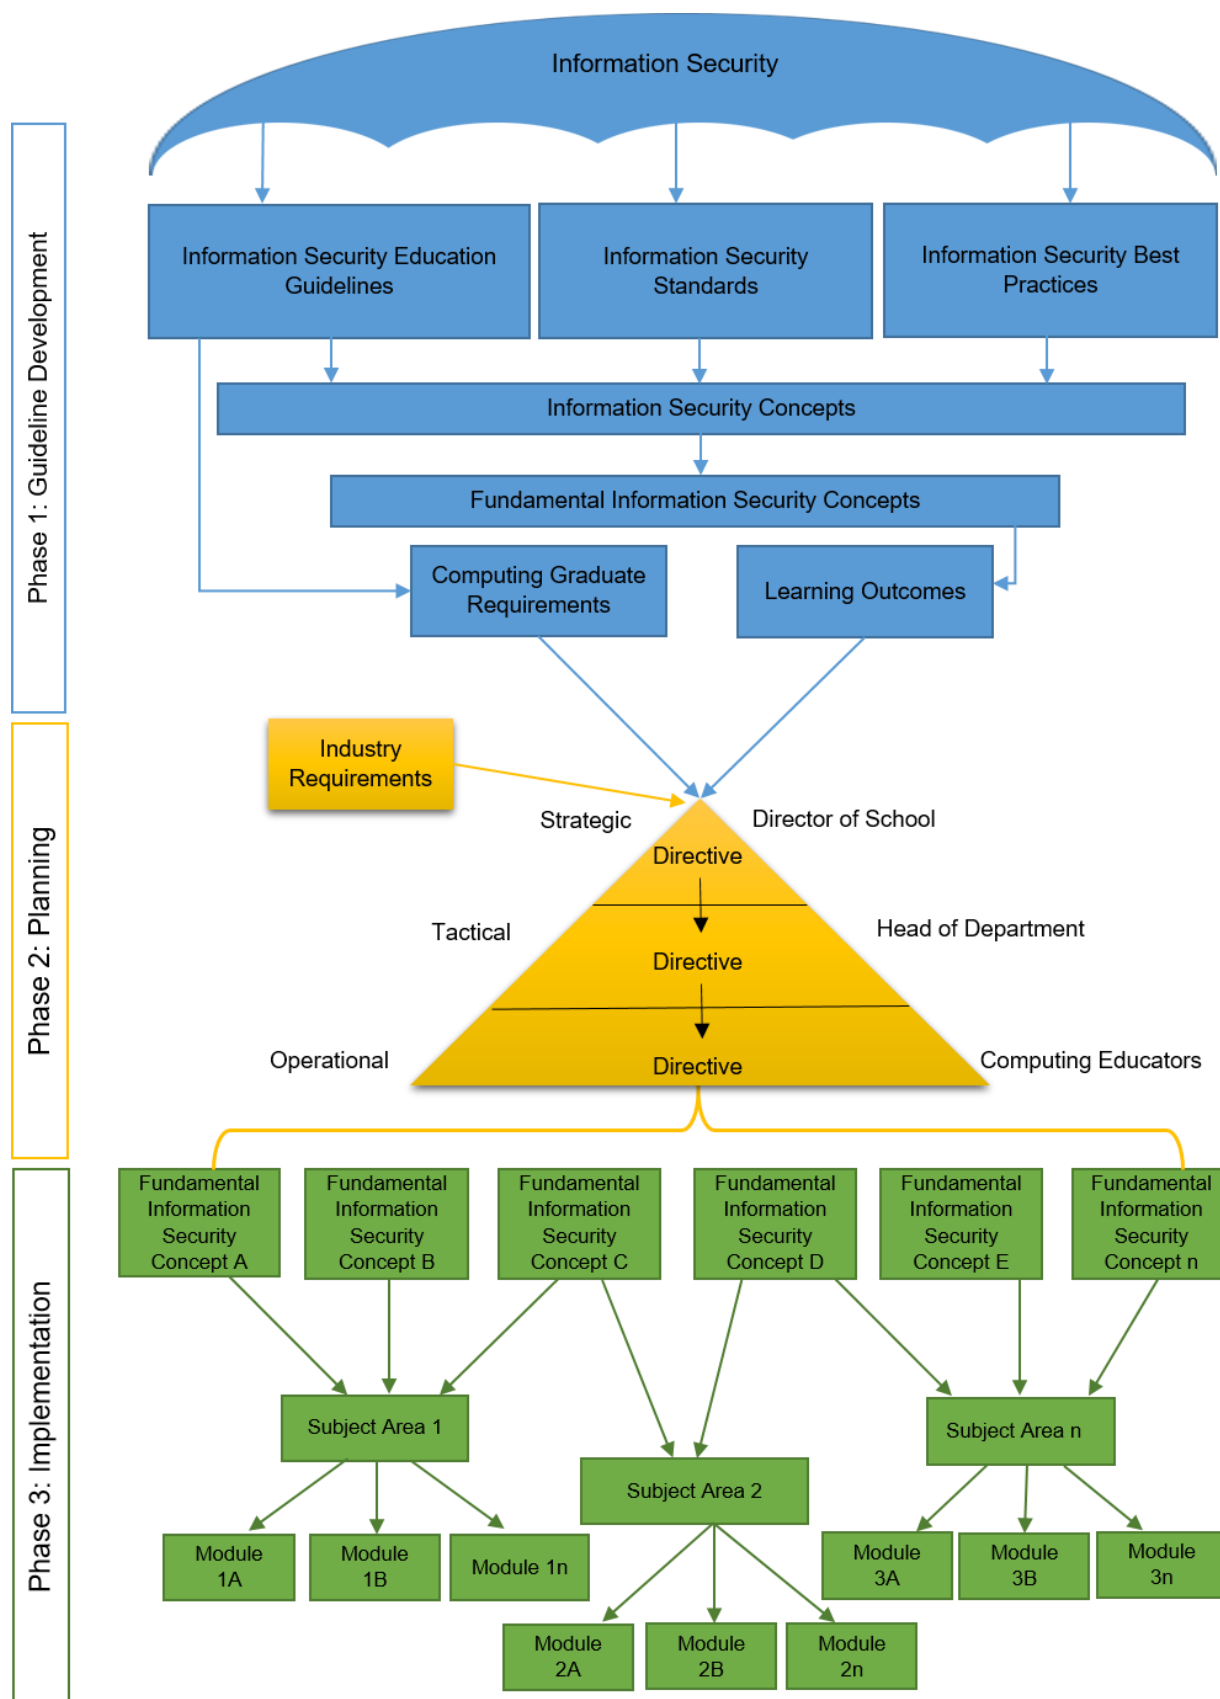 Information Security
Phase 1: Guideline Development
Information Security Education
Guidelines
Information Security
Standards
Information Security Best
Practices
Information Security Concepts
Fundamental Information Security Concepts
Computing Graduate
Requirements
Learning Outcomes
Phase 2: Planning
Industry
Requirements
Strategic
Director of School
Directive
Tactical
Head of Department
Directive
Operational
Computing Educators
Directive
Phase 3: Implementation
Fundamental
Information
Security
Concept A
Fundamental
Information
Security
Concept B
Fundamental
Information
Security
Concept C
Fundamental
Information
Security
Concept D
Fundamental
Information
Security
Concept E
Fundamental
Information
Security
Concept n
Subject Area 1
Subject Area 2
Subject Area n
Module
1A
Module
1B
Module 1n
Module
2A
Module
2B
Module
2n
Module
3A
Module
3B
Module
3n